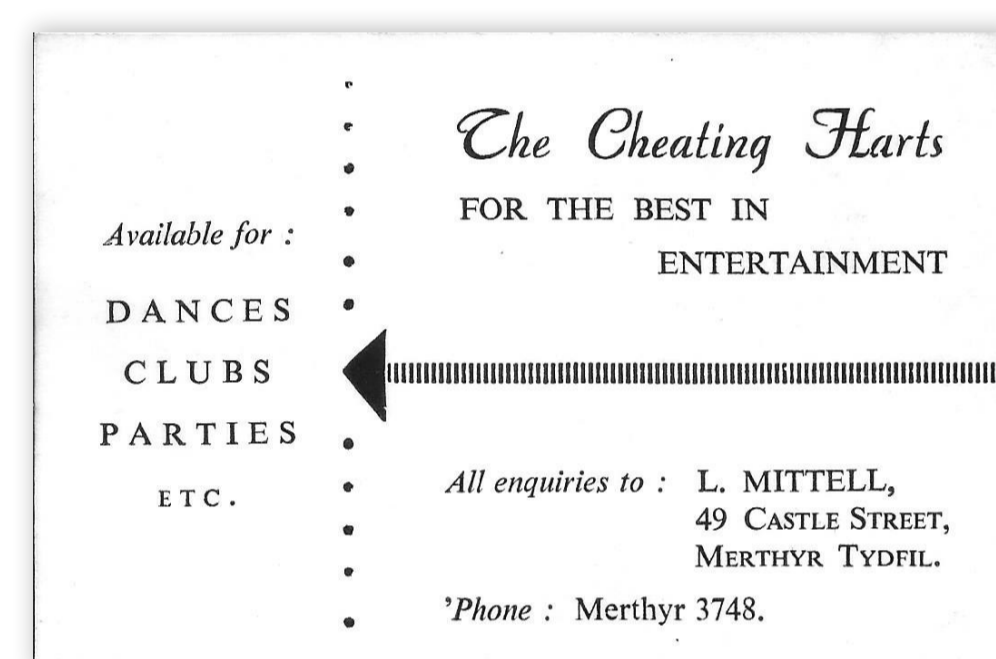 Available for :
DANCES
CLUBS
PARTIES
ETC.
The Cheating Harts
FOR THE BEST IN
ENTERTAINMENT
All enquiries to : L. MITTELL,
49 CASTLE STREET,
MERTHYR TYDFIL.
'Phone : Merthyr 3748.